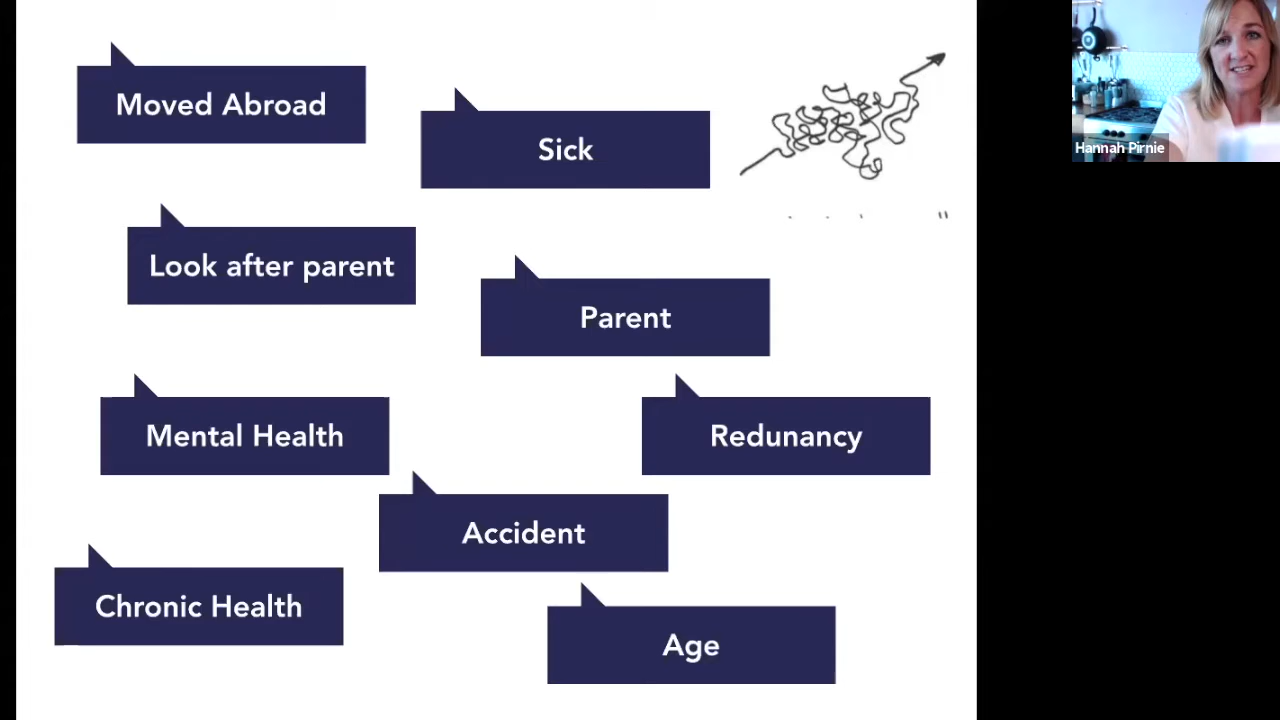 Moved Abroad
Sick
Hannah Pirnie
Look after parent
Parent
Mental Health
Redunancy
Accident
Chronic Health
Age